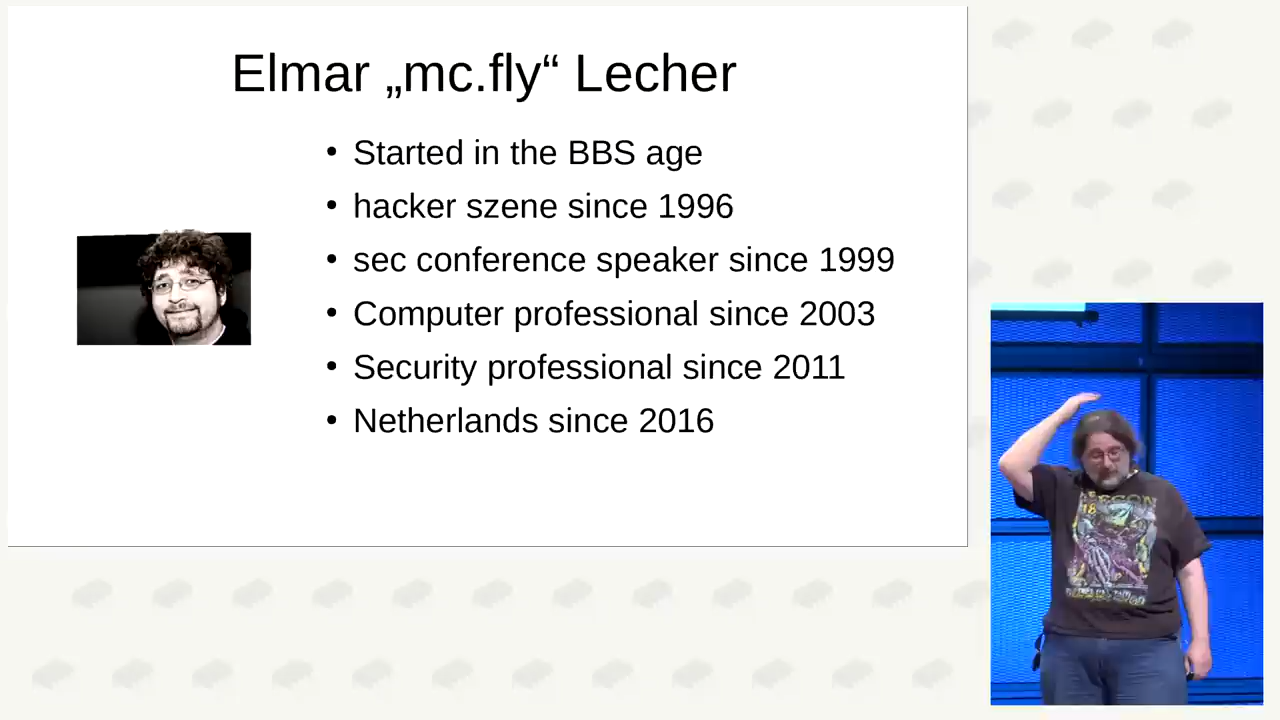 Elmar „mc.fly“ Lecher
• Started in the BBS age
• hacker szene since 1996
• sec conference speaker since 1999
• Computer professional since 2003
• Security professional since 2011
• Netherlands since 2016